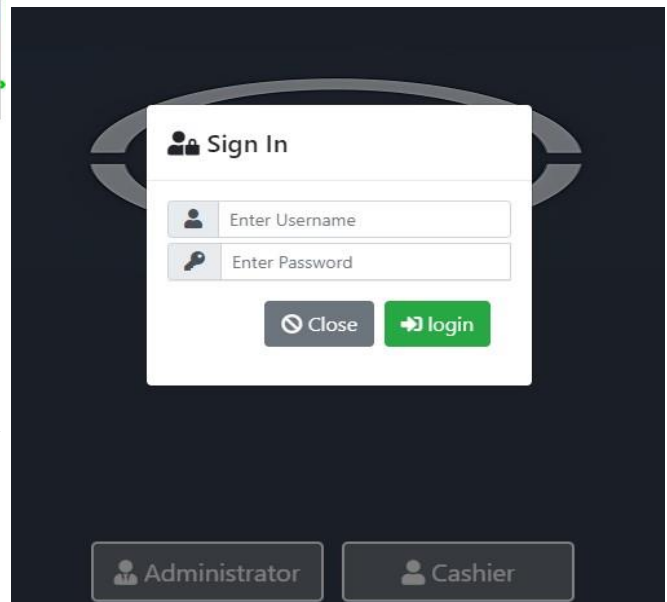 Sign In
Enter Username
Enter Password
Close
login
Administrator
Cashier